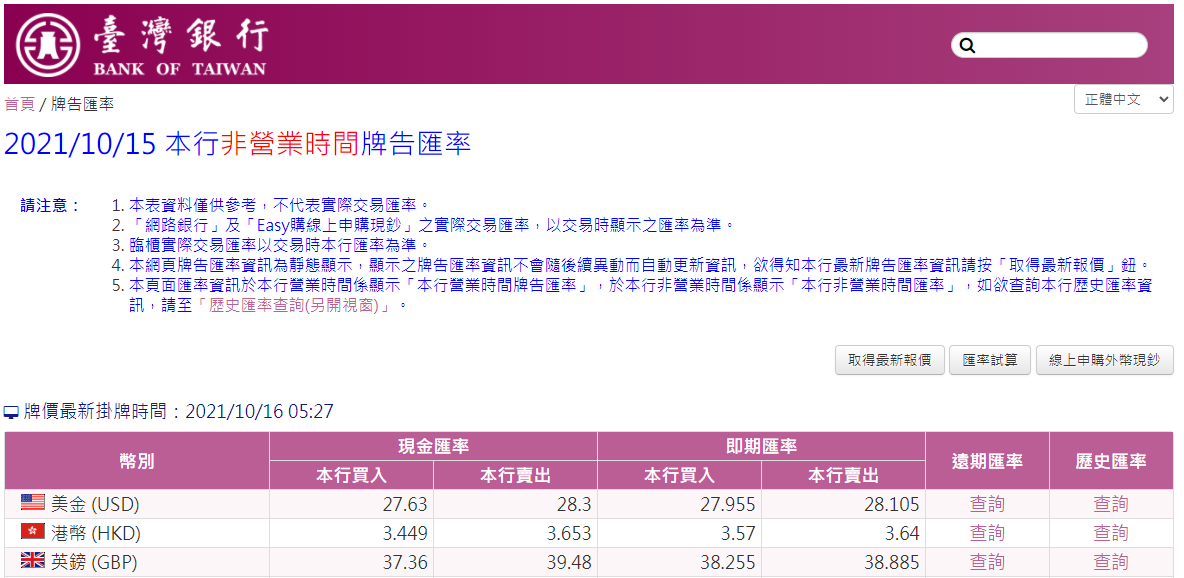 臺灣銀行
BANK OF TAIWAN
首頁 / 牌告匯率
正體中文
2021/10/15 本行非營業時間牌告匯率
請注意：
1. 本表資料僅供參考，不代表實際交易匯率。
2. 「網路銀行」及「Easy購線上申購現鈔」之實際交易匯率，以交易時顯示之匯率為準。
3. 臨櫃實際交易匯率以交易時本行匯率為準。
4. 本網頁牌告匯率資訊為靜態顯示，顯示之牌告匯率資訊不會隨後續異動而自動更新資訊，欲得知本行最新牌告匯率資訊請按「取得最新報價」鈕。
5. 本頁面匯率資訊於本行營業時間係顯示「本行營業時間牌告匯率」，於本行非營業時間係顯示「本行非營業時間匯率」，如欲查詢本行歷史匯率資
訊，請至「歷史匯率查詢(另開視窗)」。
取得最新報價 匯率試算 線上申購外幣現鈔
牌價最新掛牌時間：2021/10/16 05:27
幣別 現金匯率 即期匯率 遠期匯率 歷史匯率
本行買入 本行賣出 本行買入 本行賣出
美金 (USD) 27.63 28.3 27.955 28.105 查詢 查詢
港幣 (HKD) 3.449 3.653 3.57 3.64 查詢 查詢
英鎊 (GBP) 37.36 39.48 38.255 38.885 查詢 查詢